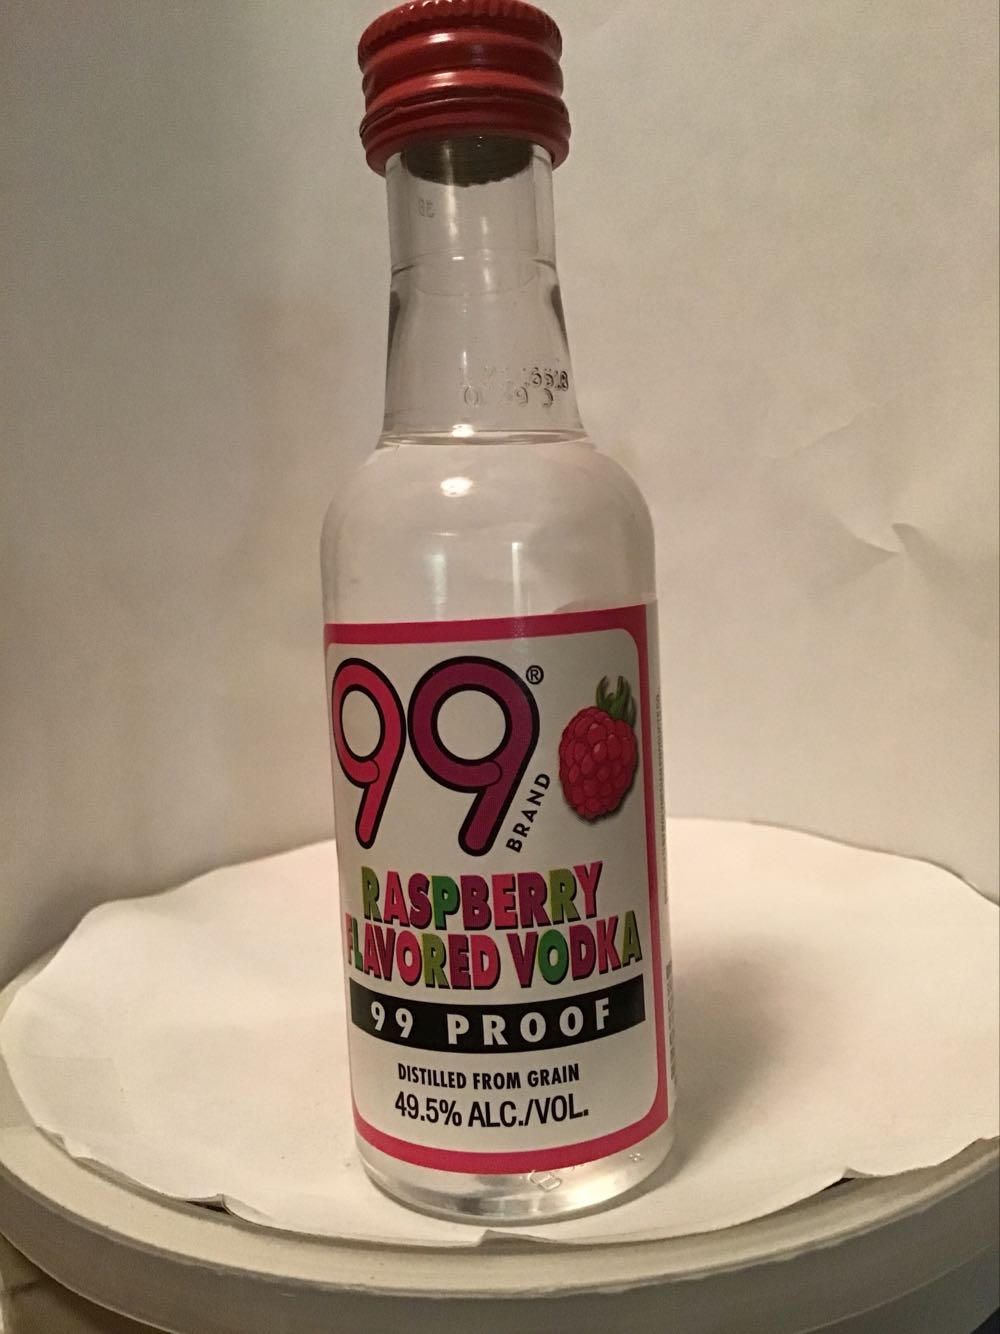 99®
BRAND
RASPBERRY
FLAVORED VODKA
99 PROOF
DISTILLED FROM GRAIN
49.5% ALC./VOL.